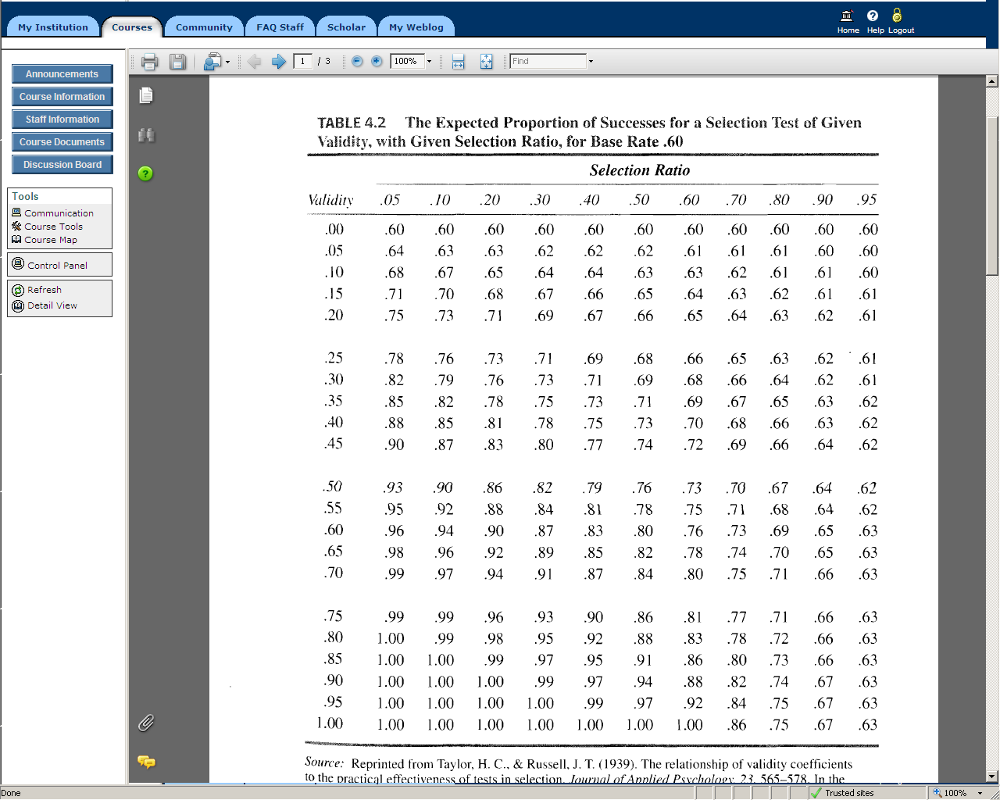 My Institution Courses Community FAQ Staff Scholar My Weblog Home Help Logout
1 / 3 100% Find
Announcements
Course Information
Staff Information
Course Documents
Discussion Board
Tools
Communication
Course Tools
Course Map
Control Panel
Refresh
Detail View
TABLE 4.2 The Expected Proportion of Successes for a Selection Test of Given
Validity, with Given Selection Ratio, for Base Rate .60
Selection Ratio
Validity .05 .10 .20 .30 .40 .50 .60 .70 .80 .90 .95
.00 .60 .60 .60 .60 .60 .60 .60 .60 .60 .60 .60
.05 .64 .63 .63 .62 .62 .62 .61 .61 .61 .60 .60
.10 .68 .67 .65 .64 .64 .63 .63 .62 .61 .61 .60
.15 .71 .70 .68 .67 .66 .65 .64 .63 .62 .61 .61
.20 .75 .73 .71 .69 .67 .66 .65 .64 .63 .62 .61
.25 .78 .76 .73 .71 .69 .68 .66 .65 .63 .62 .61
.30 .82 .79 .76 .73 .71 .69 .68 .66 .64 .62 .61
.35 .85 .82 .78 .75 .73 .71 .69 .67 .65 .63 .62
.40 .88 .85 .81 .78 .75 .73 .70 .68 .66 .63 .62
.45 .90 .87 .83 .80 .77 .74 .72 .69 .66 .64 .62
.50 .93 .90 .86 .82 .79 .76 .73 .70 .67 .64 .62
.55 .95 .92 .88 .84 .81 .78 .75 .71 .68 .64 .62
.60 .96 .94 .90 .87 .83 .80 .76 .73 .69 .65 .63
.65 .98 .96 .92 .89 .85 .82 .78 .74 .70 .65 .63
.70 .99 .97 .94 .91 .87 .84 .80 .75 .71 .66 .63
.75 .99 .99 .96 .93 .90 .86 .81 .77 .71 .66 .63
.80 1.00 .99 .98 .95 .92 .88 .83 .78 .72 .66 .63
.85 1.00 1.00 .99 .97 .95 .91 .86 .80 .73 .66 .63
.90 1.00 1.00 1.00 .99 .97 .94 .88 .82 .74 .67 .63
.95 1.00 1.00 1.00 1.00 .99 .97 .92 .84 .75 .67 .63
1.00 1.00 1.00 1.00 1.00 1.00 1.00 1.00 .86 .75 .67 .63
Source: Reprinted from Taylor, H. C., & Russell, J. T. (1939). The relationship of validity coefficients
to the practical effectiveness of tests in selection. Journal of Applied Psychology, 23, 565–578. In the
Done Trusted sites 100%